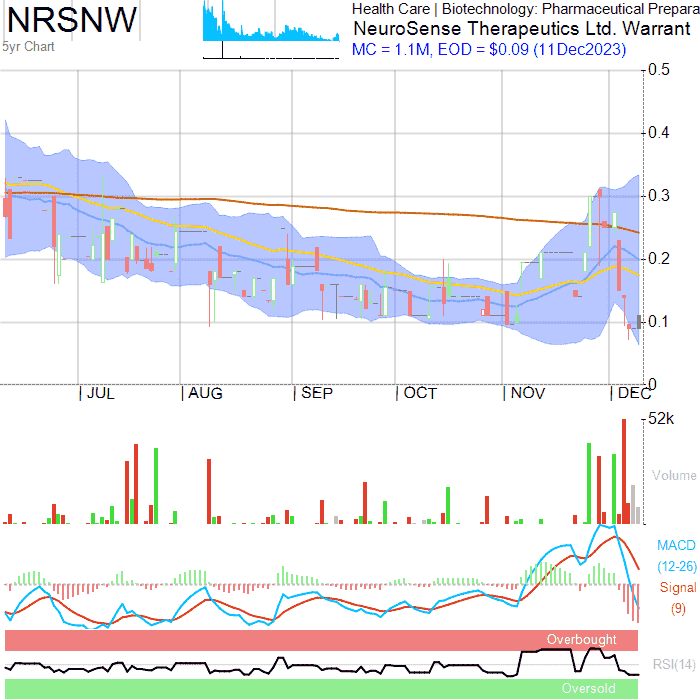 NRSNW
5yr Chart
Health Care | Biotechnology: Pharmaceutical Prepara
NeuroSense Therapeutics Ltd. Warrant
MC = 1.1M, EOD = $0.09 (11Dec2023)
0.5
0.4
0.3
0.2
0.1
0
JUL
AUG
SEP
OCT
NOV
DEC
52k
Volume
MACD
(12-26)
Signal
(9)
Overbought
RSI(14)
Oversold